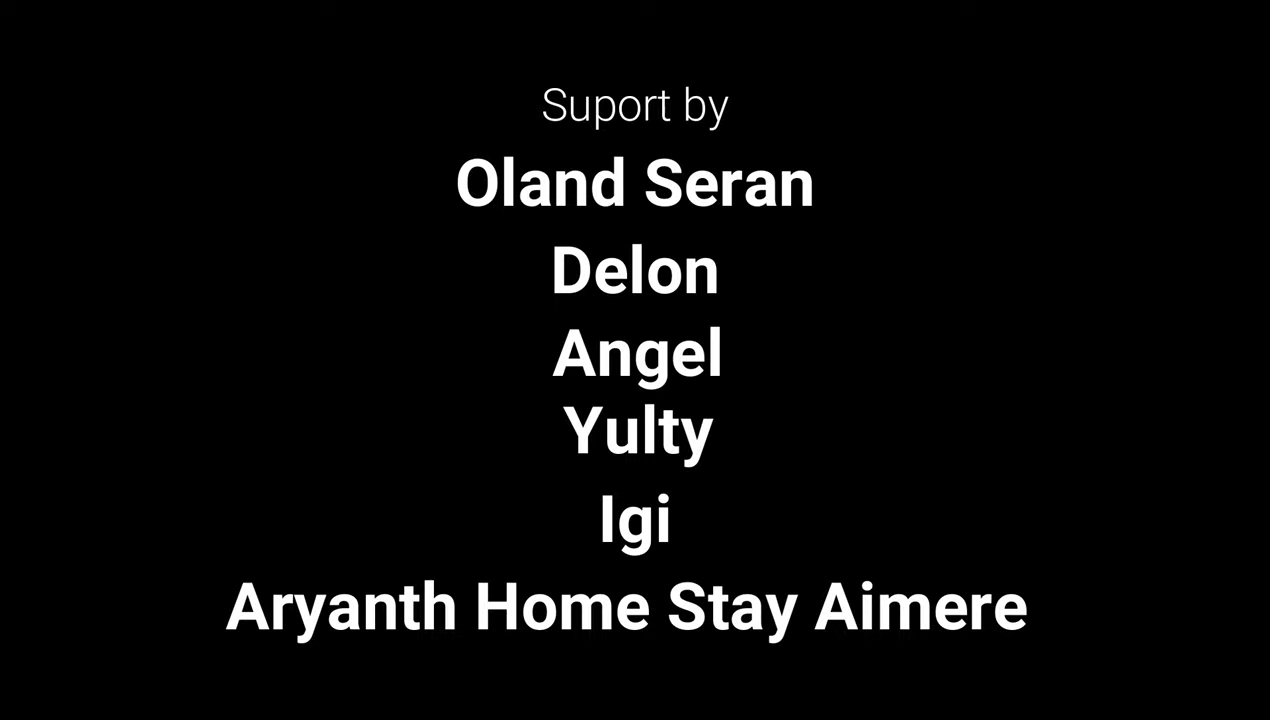 Suport by
Oland Seran
Delon
Angel
Yulty
Igi
Aryanth Home Stay Aimere